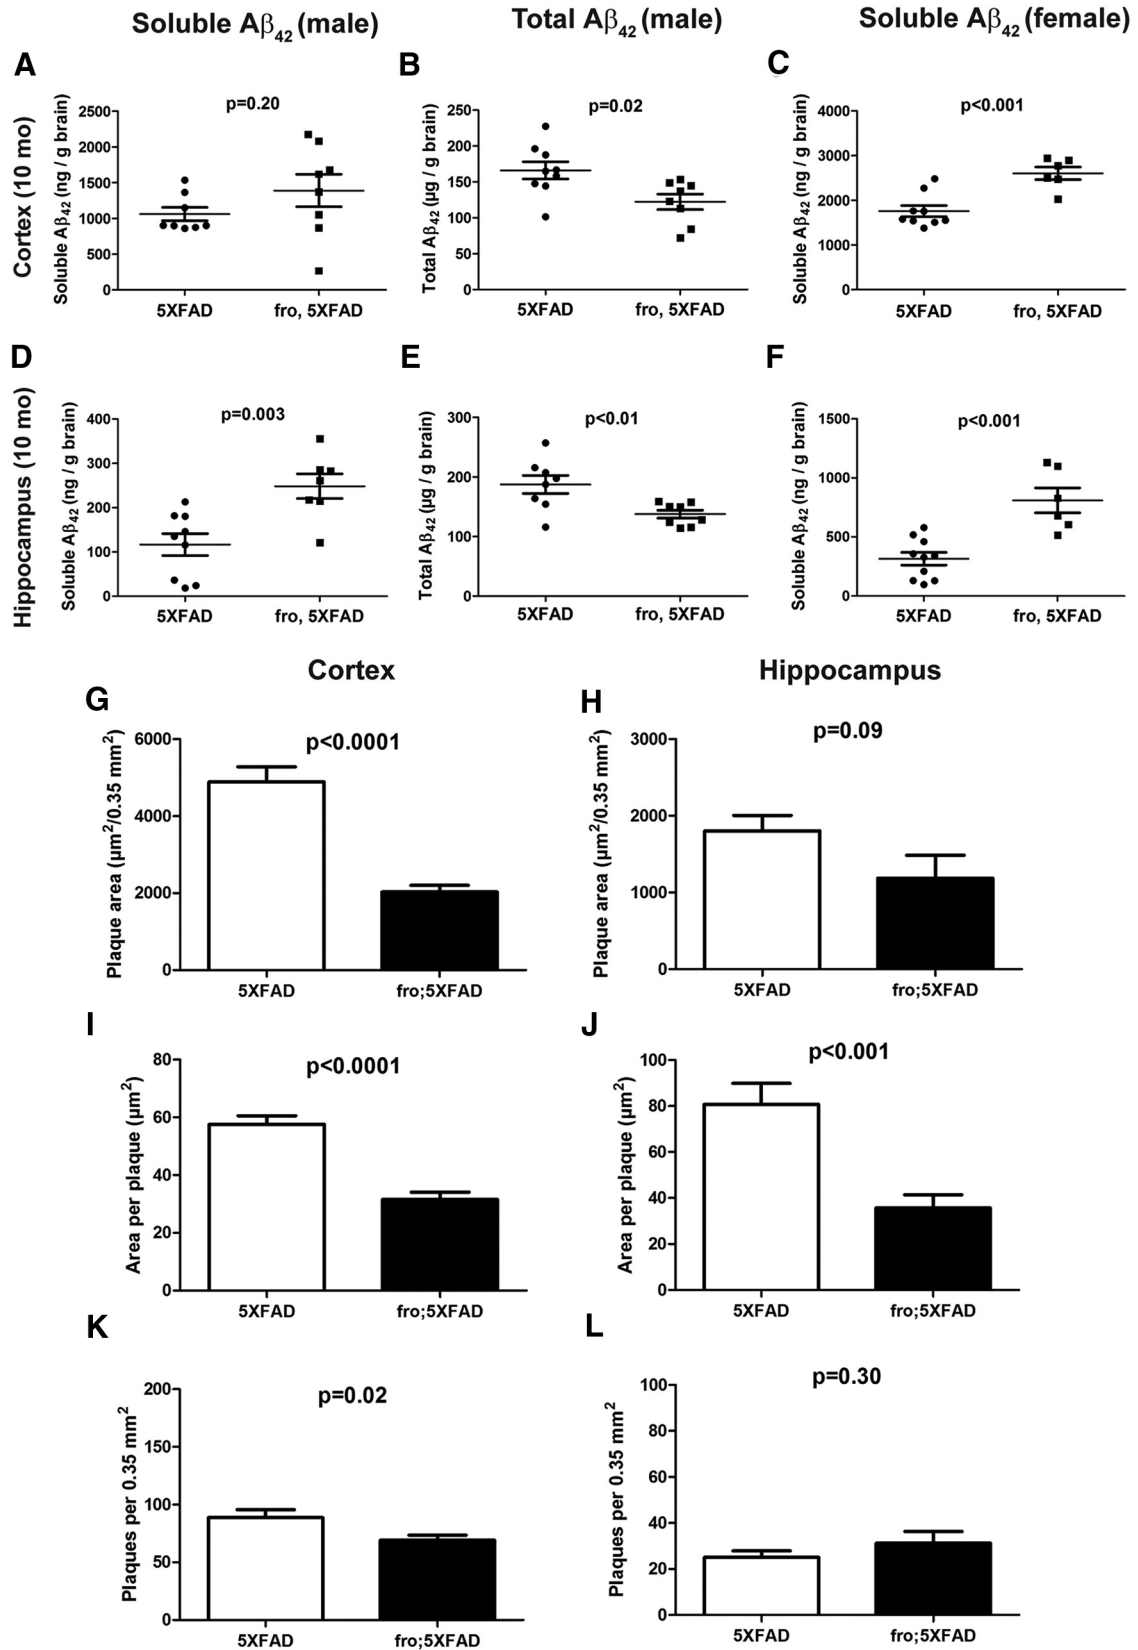 Soluble Aβ42 (male)
Total Aβ42 (male)
Soluble Aβ42 (female)
A
B
C
Cortex (10 mo)
Soluble Aβ42 (ng / g brain)
2500
2000
1500
1000
500
0
p=0.20
5XFAD
fro, 5XFAD
Total Aβ42 (µg / g brain)
250
200
150
100
50
0
p=0.02
5XFAD
fro, 5XFAD
Soluble Aβ42 (ng / g brain)
4000
3000
2000
1000
0
p<0.001
5XFAD
fro, 5XFAD
D
E
F
Hippocampus (10 mo)
Soluble Aβ42 (ng / g brain)
400
300
200
100
0
p=0.003
5XFAD
fro, 5XFAD
Total Aβ42 (µg / g brain)
300
200
100
0
p<0.01
5XFAD
fro, 5XFAD
Soluble Aβ42 (ng / g brain)
1500
1000
500
0
p<0.001
5XFAD
fro, 5XFAD
Cortex
Hippocampus
G
H
Plaque area (µm2/0.35 mm2)
6000
4000
2000
0
p<0.0001
5XFAD
fro;5XFAD
Plaque area (µm2/0.35 mm2)
3000
2000
1000
0
p=0.09
5XFAD
fro;5XFAD
I
J
Area per plaque (µm2)
80
60
40
20
0
p<0.0001
5XFAD
fro;5XFAD
Area per plaque (µm2)
100
80
60
40
20
0
p<0.001
5XFAD
fro;5XFAD
K
L
Plaques per 0.35 mm2
200
150
100
50
0
p=0.02
5XFAD
fro;5XFAD
Plaques per 0.35 mm2
100
80
60
40
20
0
p=0.30
5XFAD
fro;5XFAD